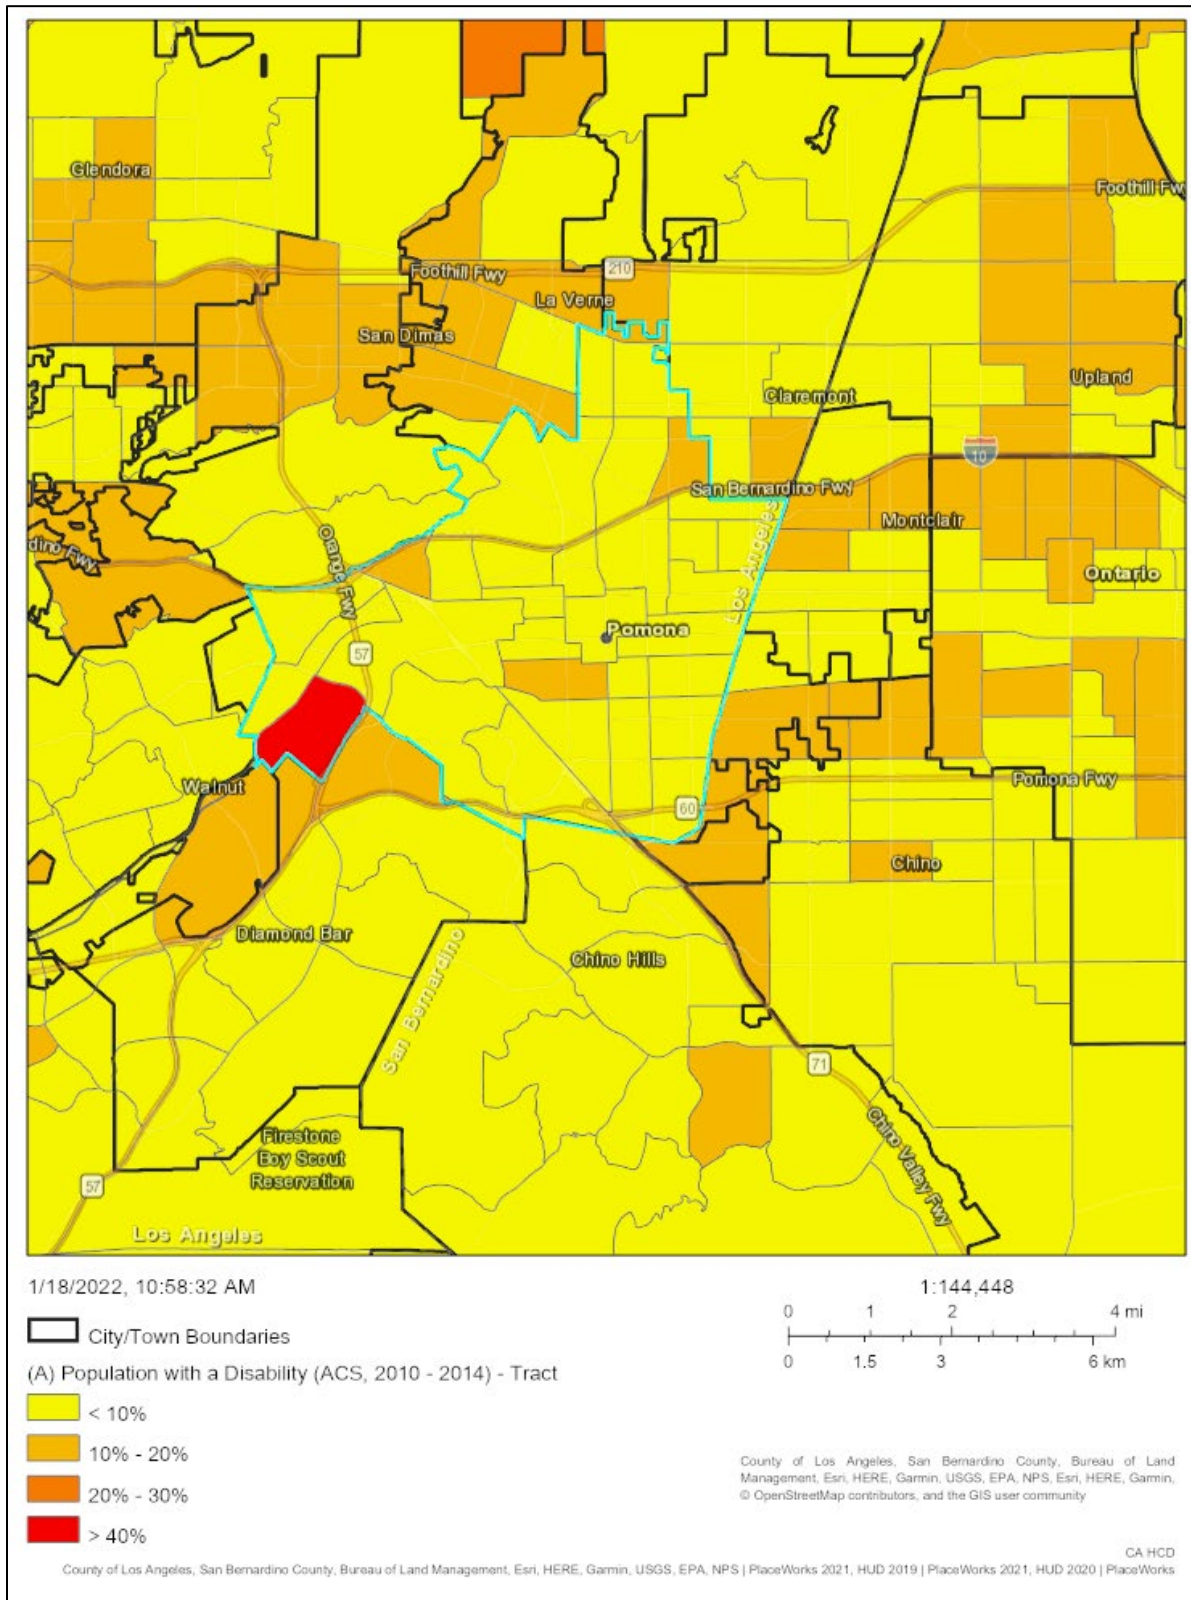 Glendora
Foothill Fwy
Foothill Fwy
210
La Verne
San Dimas
Upland
Claremont
10
San Bernardino Fwy
Montclair
dino Fwy
Orange Fwy
Los Angeles
Ontario
Pomona
57
Walnut
Pomona Fwy
60
Chino
Diamond Bar
San Bernardino
Chino Hills
71
Chino Valley Fwy
Firestone
Boy Scout
Reservation
57
Los Angeles
1/18/2022, 10:58:32 AM
1:144,448
0 1 2 4 mi
0 1.5 3 6 km
City/Town Boundaries
(A) Population with a Disability (ACS, 2010 - 2014) - Tract
< 10%
10% - 20%
20% - 30%
> 40%
County of Los Angeles, San Bernardino County, Bureau of Land
Management, Esri, HERE, Garmin, USGS, EPA, NPS, Esri, HERE, Garmin,
© OpenStreetMap contributors, and the GIS user community
CA HCD
County of Los Angeles, San Bernardino County, Bureau of Land Management, Esri, HERE, Garmin, USGS, EPA, NPS | PlaceWorks 2021, HUD 2019 | PlaceWorks 2021, HUD 2020 | PlaceWorks